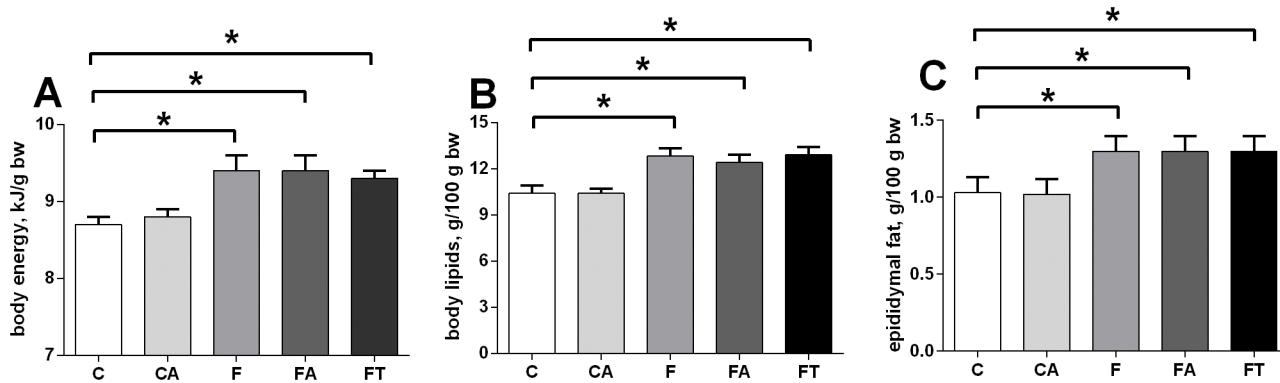 A
*
*
*
body energy, kJ/g bw
10
9
8
7
C CA F FA FT
B
*
*
*
body lipids, g/100 g bw
15
12
9
6
3
0
C CA F FA FT
C
*
*
*
epididymal fat, g/100 g bw
1.5
1.0
0.5
0.0
C CA F FA FT